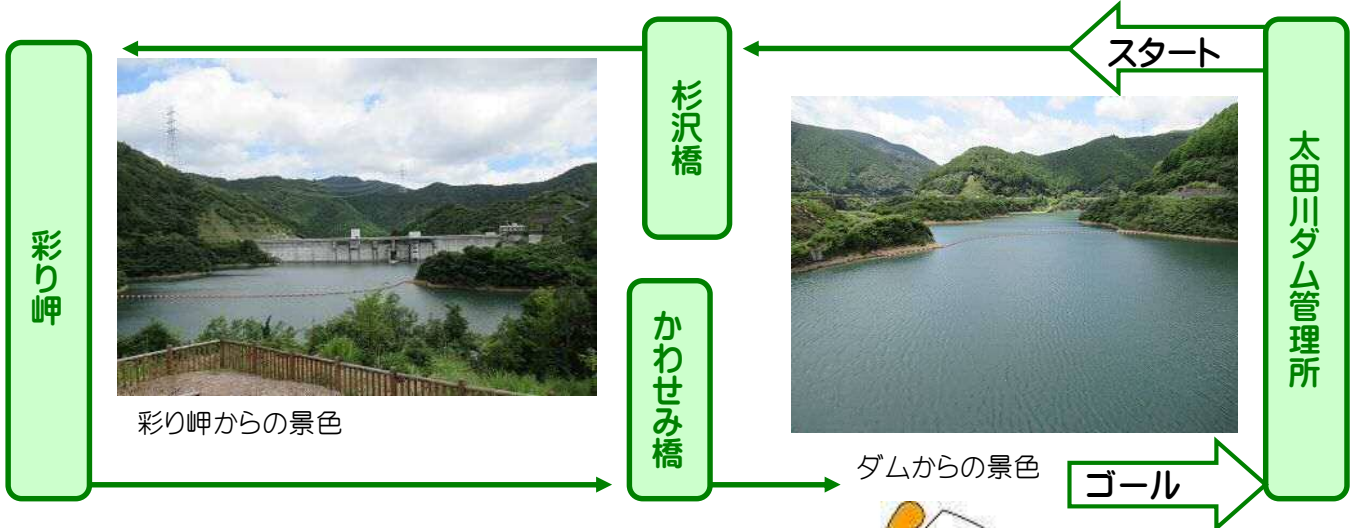 スタート
杉沢橋
太田川ダム管理所
彩り岬
かわせみ橋
彩り岬からの景色
ダムからの景色
ゴール